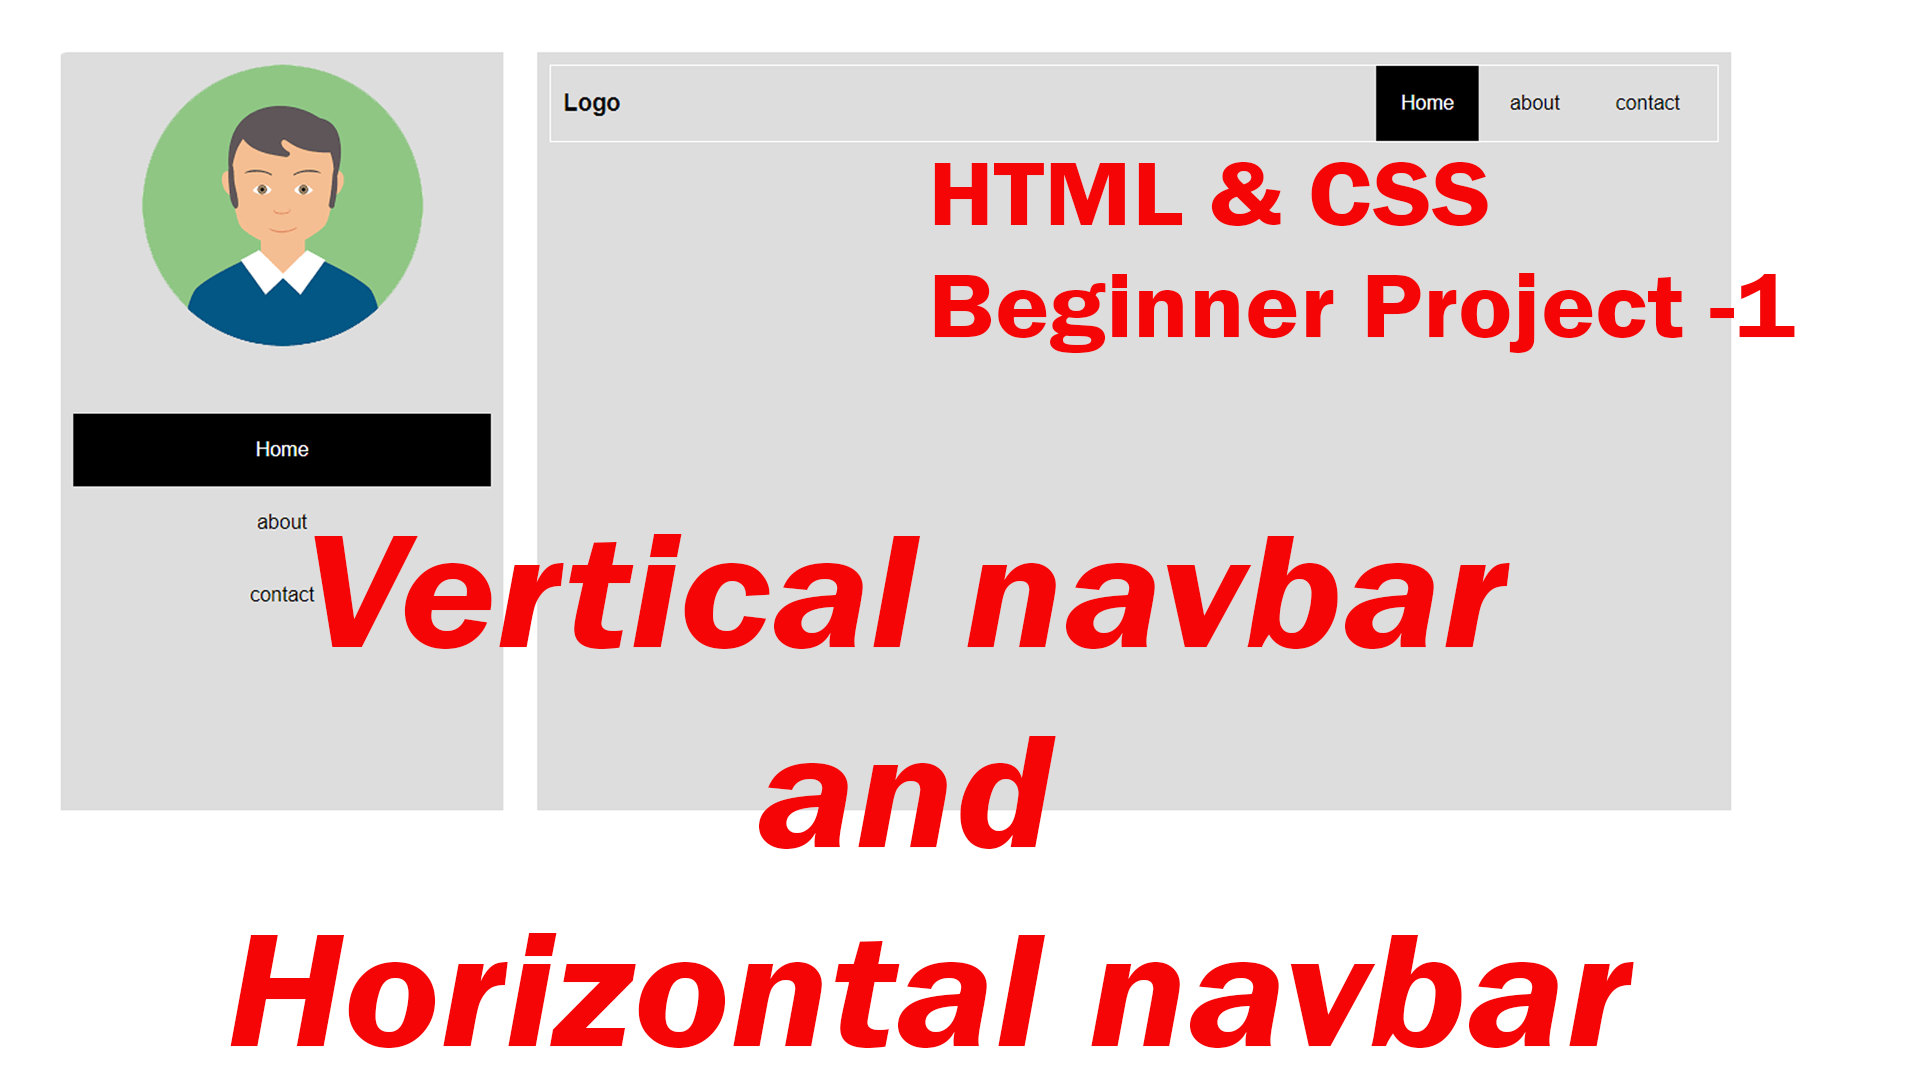 Logo
Home
about
contact
HTML & CSS
Beginner Project -1
Home
about
contact
Vertical navbar
and
Horizontal navbar